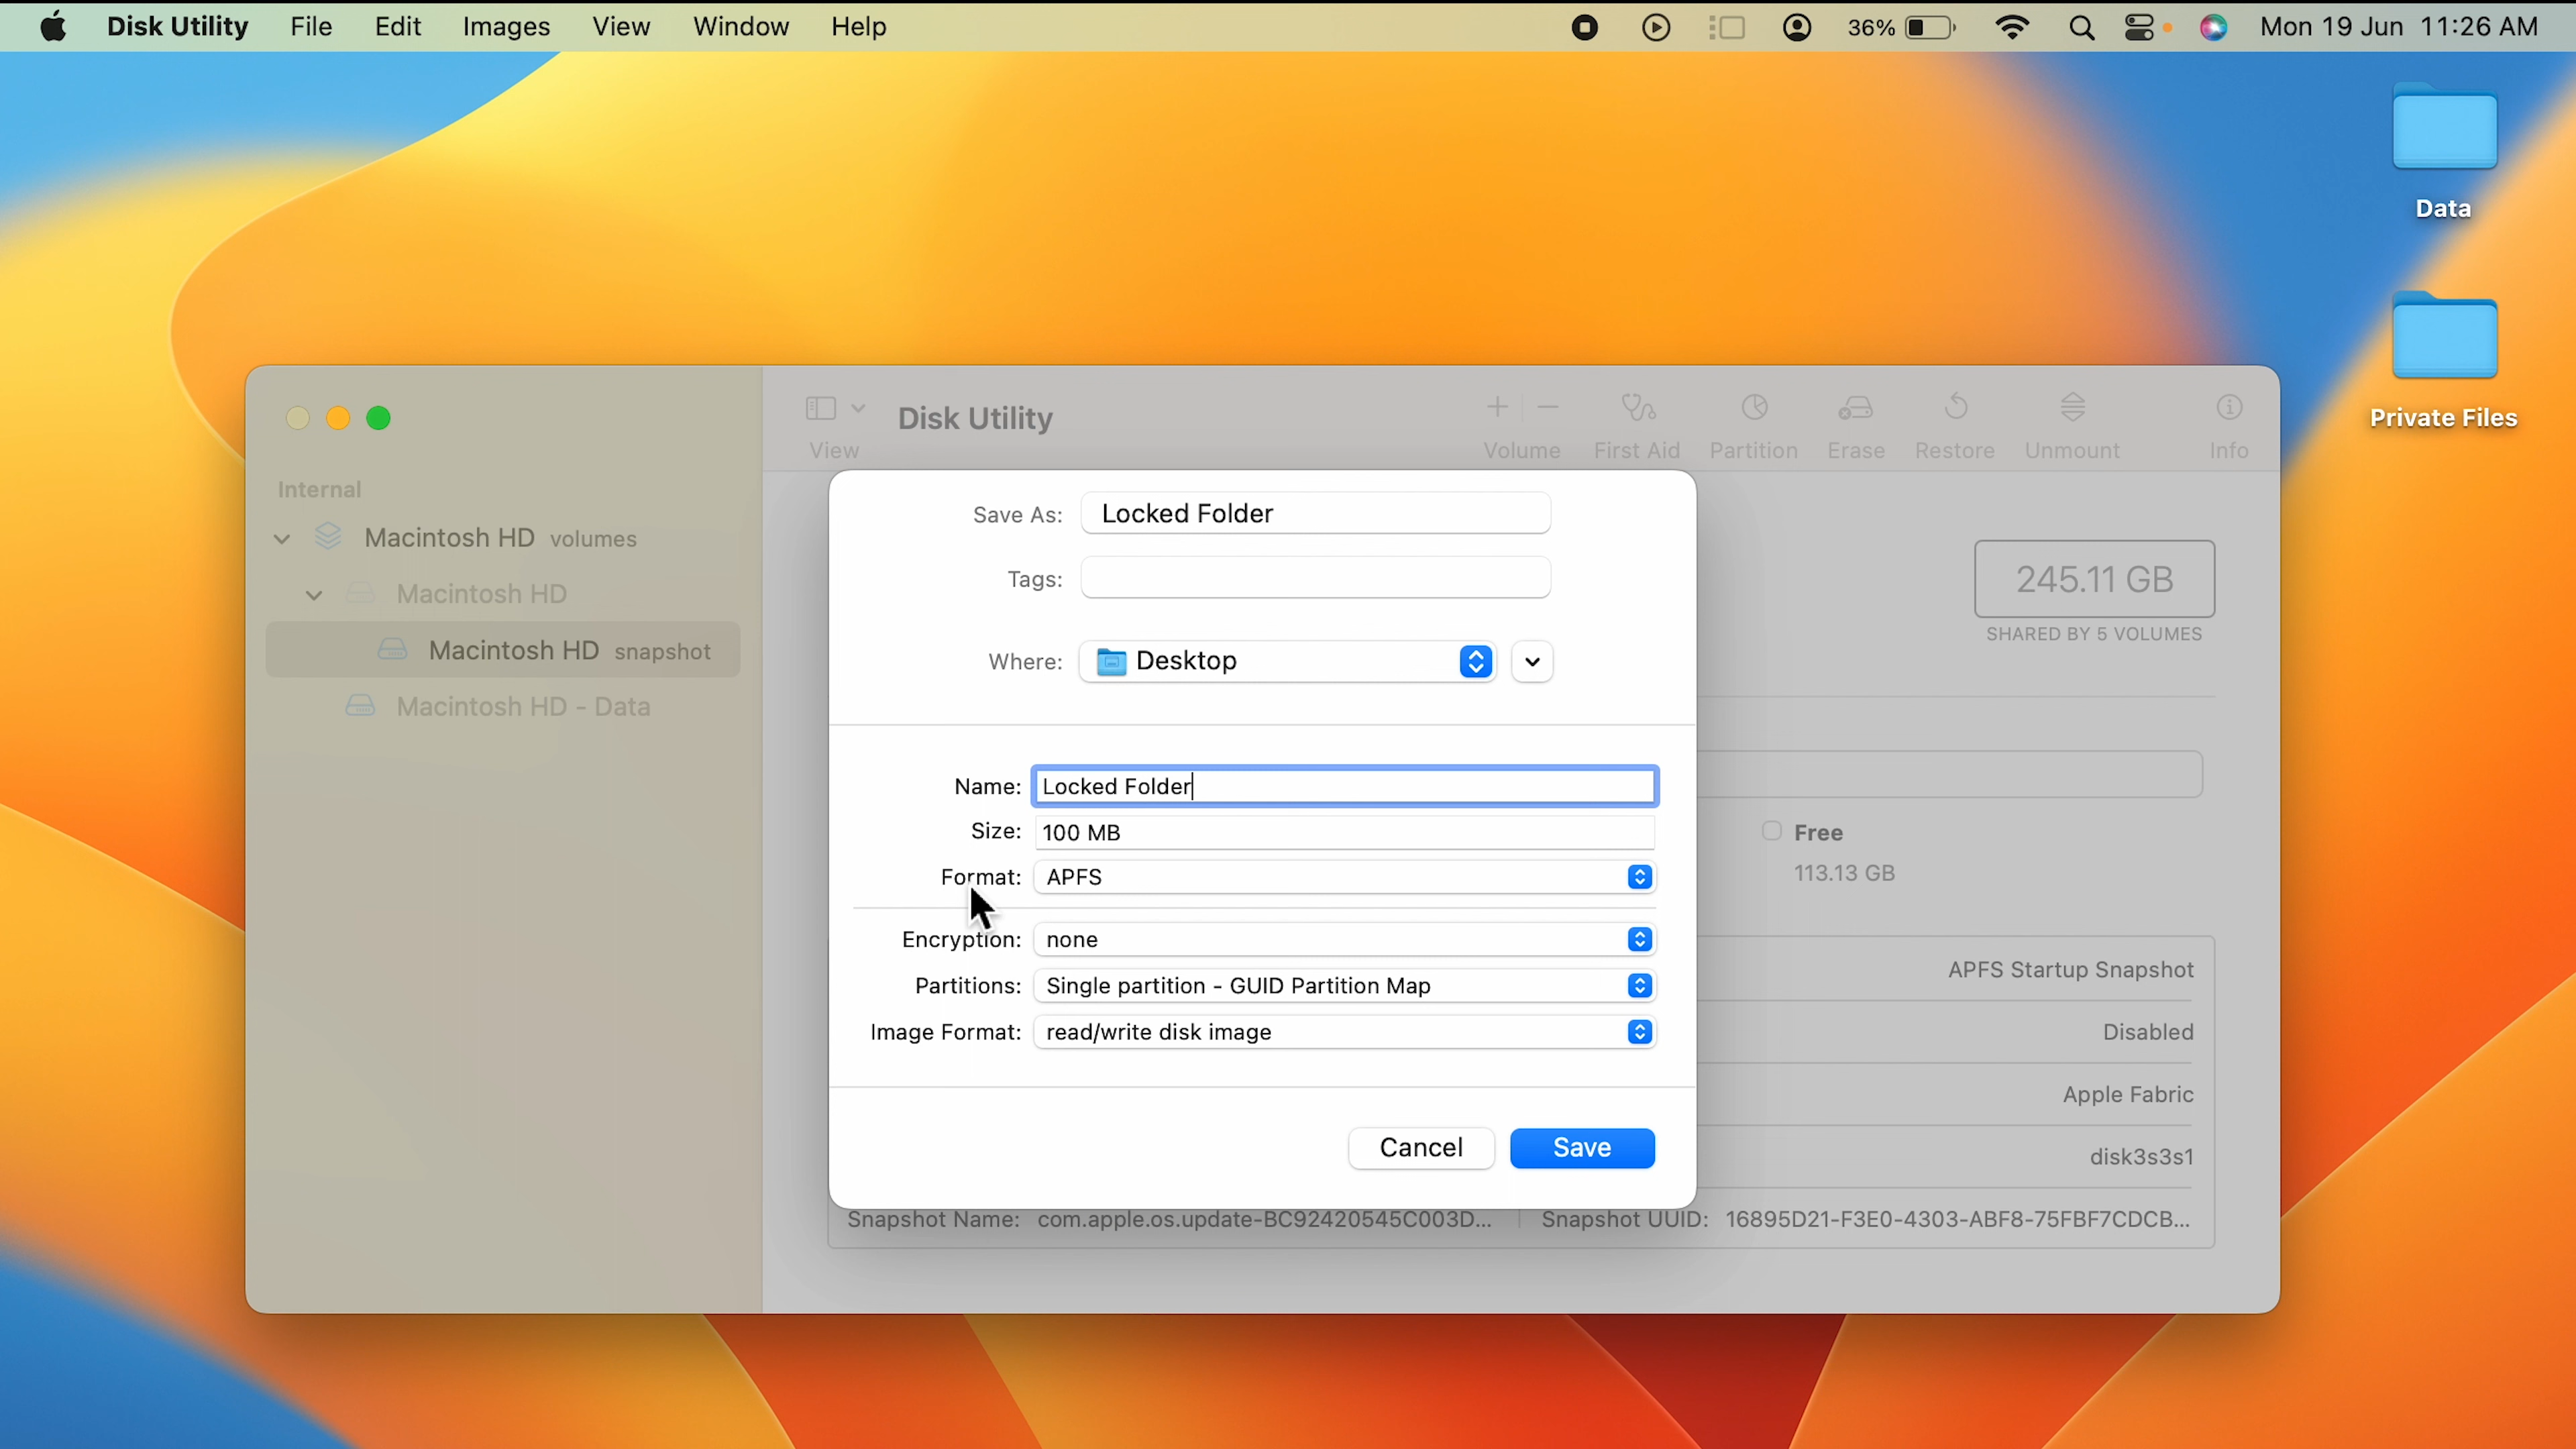 Disk Utility File Edit Images View Window Help 36% Mon 19 Jun 11:26 AM
Data
Private Files
Disk Utility
View
Volume First Aid Partition Erase Restore Unmount Info
Internal
Macintosh HD volumes
Macintosh HD
Macintosh HD snapshot
Macintosh HD - Data
245.11 GB
SHARED BY 5 VOLUMES
Save As: Locked Folder
Tags:
Where: Desktop
Name: Locked Folder
Size: 100 MB
Format: APFS
Encryption: none
Partitions: Single partition - GUID Partition Map
Image Format: read/write disk image
Cancel Save
Free
113.13 GB
APFS Startup Snapshot
Disabled
Apple Fabric
disk3s3s1
Snapshot Name: com.apple.os.update-BC92420545C003D... Snapshot UUID: 16895D21-F3E0-4303-ABF8-75FBF7CDCB...